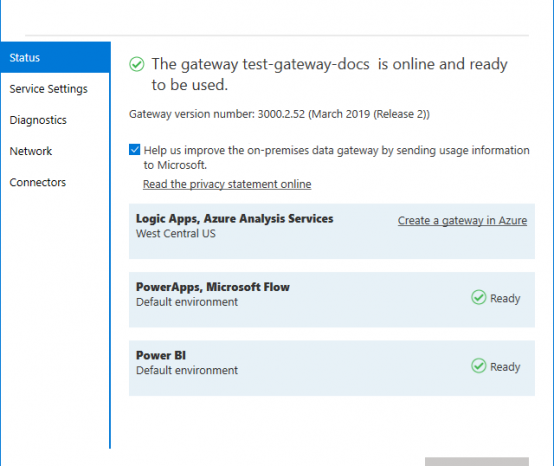 Status
Service Settings
Diagnostics
Network
Connectors
The gateway test-gateway-docs is online and ready
to be used.
Gateway version number: 3000.2.52 (March 2019 (Release 2))
Help us improve the on-premises data gateway by sending usage information
to Microsoft.
Read the privacy statement online
Logic Apps, Azure Analysis Services
West Central US
Create a gateway in Azure
PowerApps, Microsoft Flow
Default environment
Ready
Power BI
Default environment
Ready